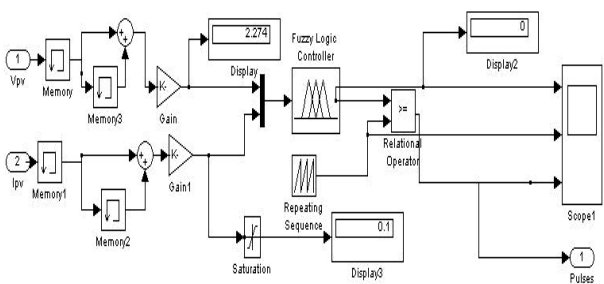 1
Vpv
Memory
Memory3
+
+
K-
Gain
2.274
Display
Fuzzy Logic
Controller
0
Display2
>=
Relational
Operator
Scope1
2
Ipv
Memory1
Memory2
+
+
K-
Gain1
Repeating
Sequence
Saturation
0.1
Display3
1
Pulses